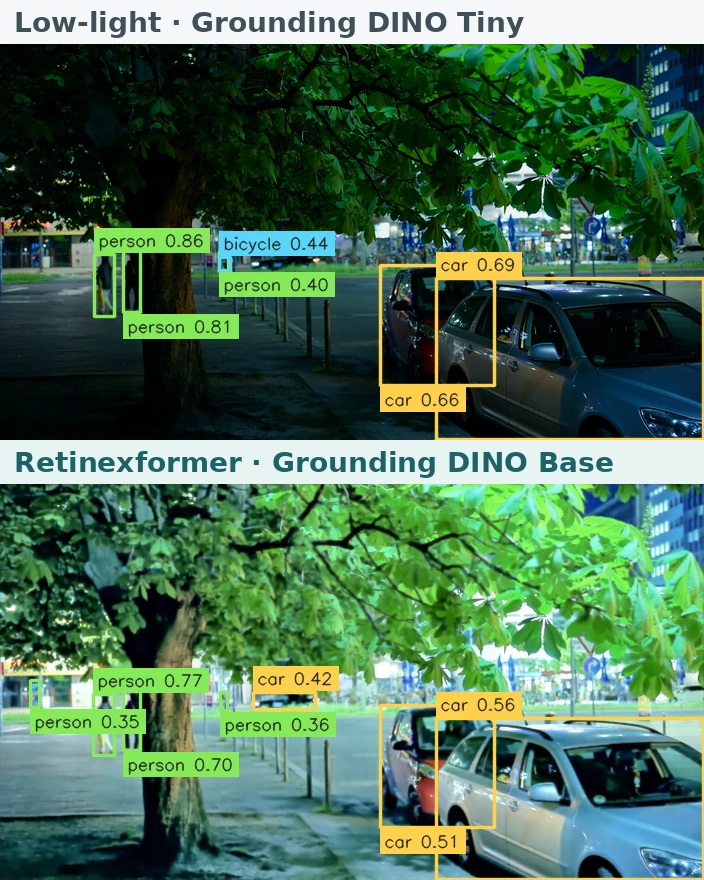 Low-light · Grounding DINO Tiny
person 0.86
bicycle 0.44
person 0.40
car 0.69
person 0.81
car 0.66
Retinexformer · Grounding DINO Base
person 0.77
car 0.42
person 0.35
person 0.36
car 0.56
person 0.70
car 0.51